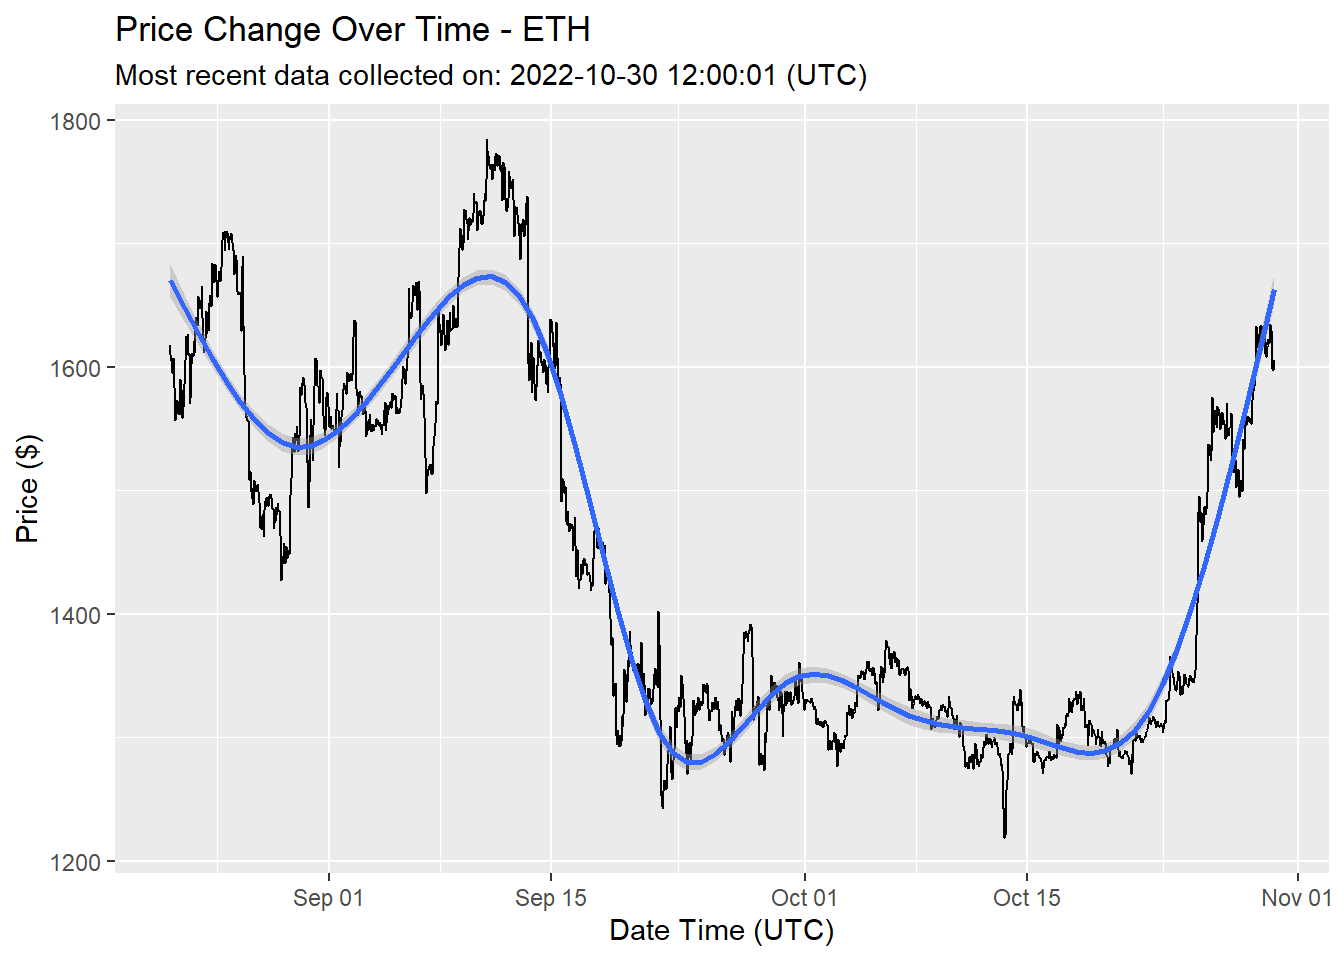 Price Change Over Time - ETH
Most recent data collected on: 2022-10-30 12:00:01 (UTC)
1800
1600
1400
1200
Price ($)
Sep 01
Sep 15
Oct 01
Oct 15
Nov 01
Date Time (UTC)